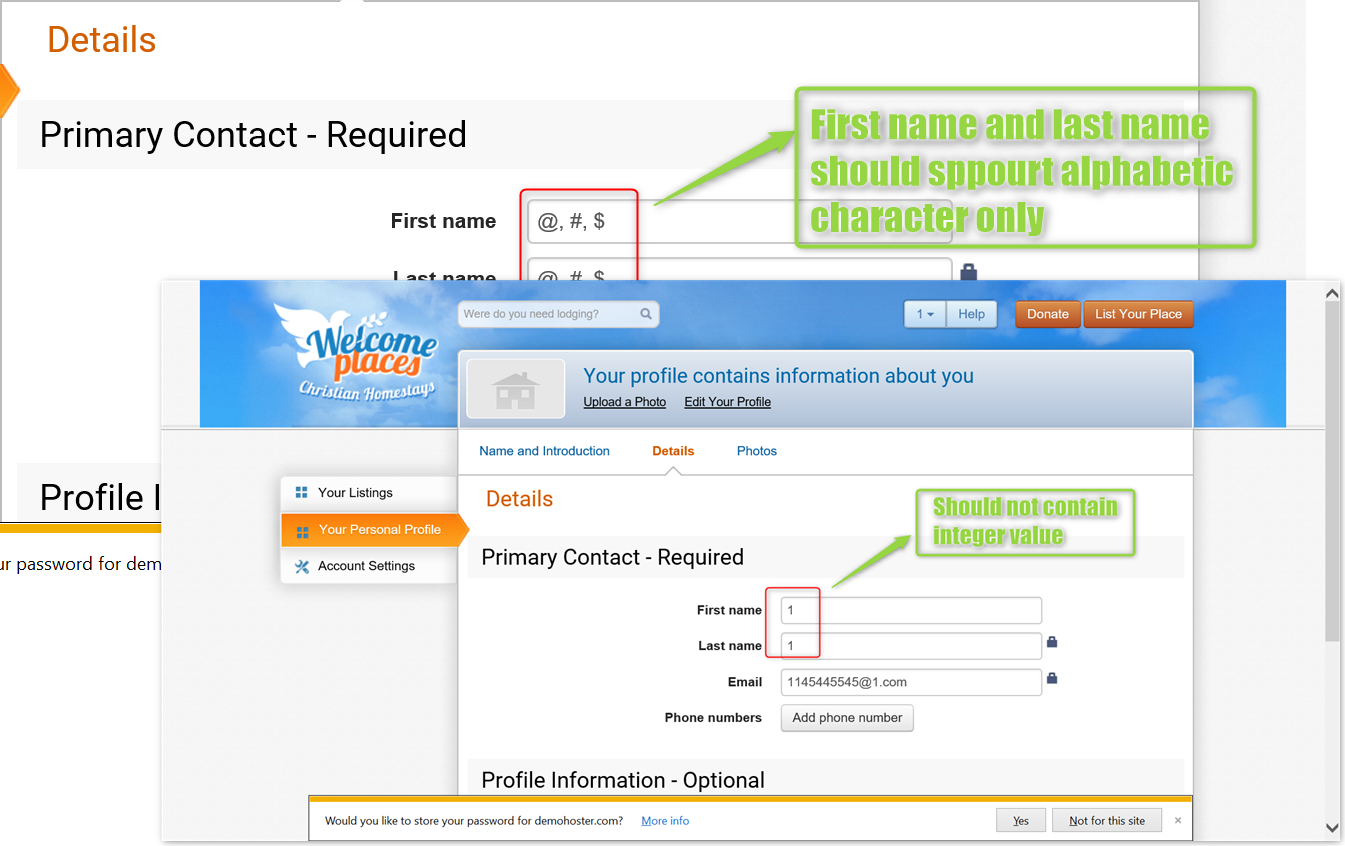 Details
Primary Contact - Required
First name and last name
should sppourt alphabetic
character only
First name
@, #, $
Last name
@, #, $
Welcome
places
Christian Homestays
Were do you need lodging?
1
Help
Donate
List Your Place
Your profile contains information about you
Upload a Photo
Edit Your Profile
Name and Introduction
Details
Photos
Your Listings
Your Personal Profile
Account Settings
Details
Should not contain
integer value
Primary Contact - Required
First name
1
Last name
1
Email
1145445545@1.com
Phone numbers
Add phone number
Profile Information - Optional
Profile I
ur password for dem
Would you like to store your password for demohoster.com?
More info
Yes
Not for this site
×